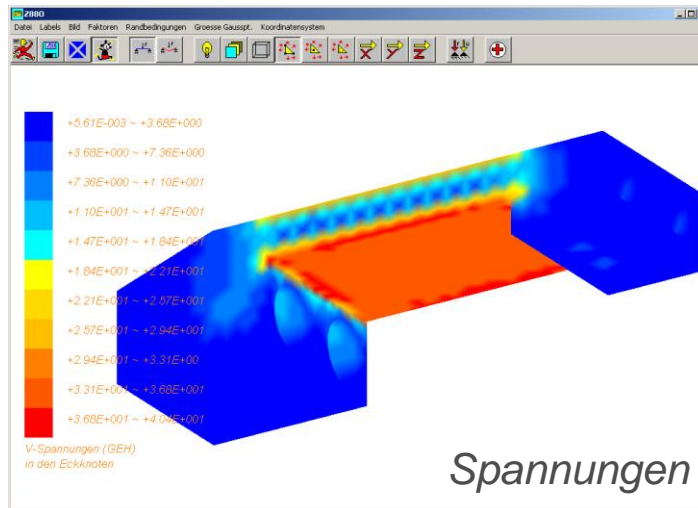 Z88O
Datei Labels Bild Faktoren Randbedingungen Groesse Gausspt. Koordinatensystem
X Y Z
+5.61E-003 ~ +3.68E+000
+3.68E+000 ~ +7.36E+000
+7.36E+000 ~ +1.10E+001
+1.10E+001 ~ +1.47E+001
+1.47E+001 ~ +1.84E+001
+1.84E+001 ~ +2.21E+001
+2.21E+001 ~ +2.57E+001
+2.57E+001 ~ +2.94E+001
+2.94E+001 ~ +3.31E+00
+3.31E+001 ~ +3.68E+001
+3.68E+001 ~ +4.04E+001
V-Spannungen (GEH)
in den Eckknoten
Spannungen